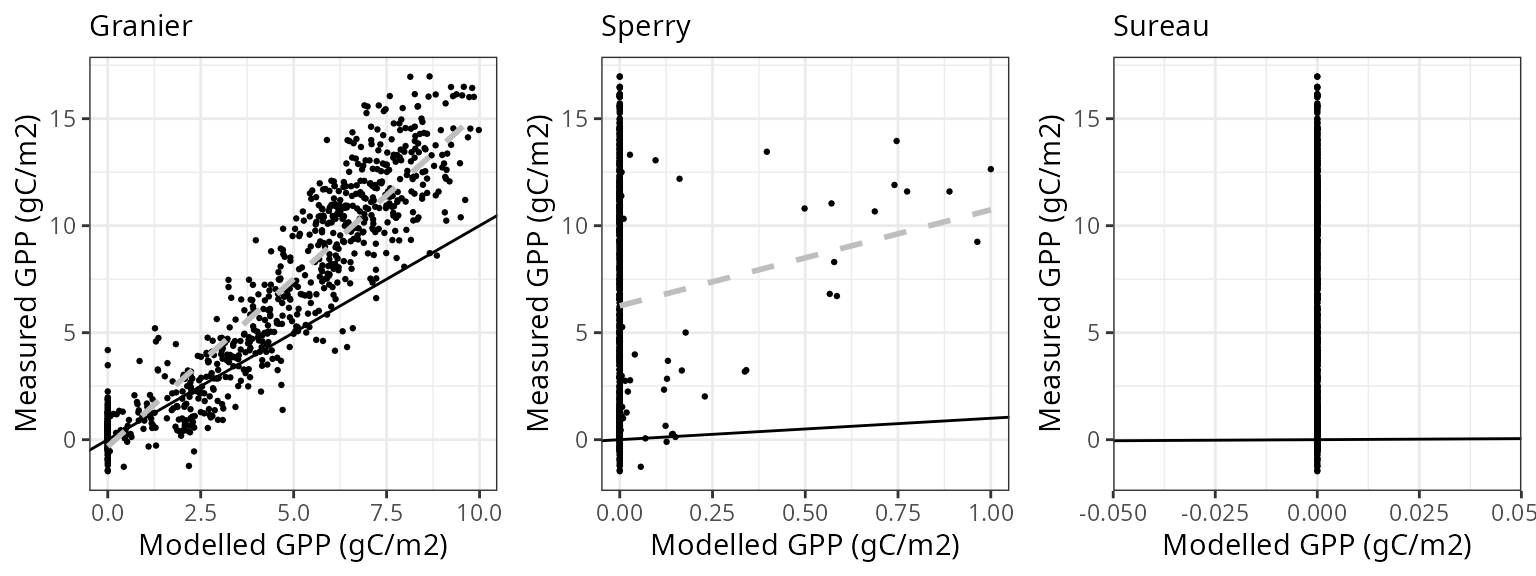 Granier
Sperry
Sureau
Measured GPP (gC/m2)
15
10
5
0
0.0 2.5 5.0 7.5 10.0
Modelled GPP (gC/m2)
Measured GPP (gC/m2)
15
10
5
0
0.00 0.25 0.50 0.75 1.00
Modelled GPP (gC/m2)
Measured GPP (gC/m2)
15
10
5
0
-0.050 -0.025 0.000 0.025 0.05
Modelled GPP (gC/m2)